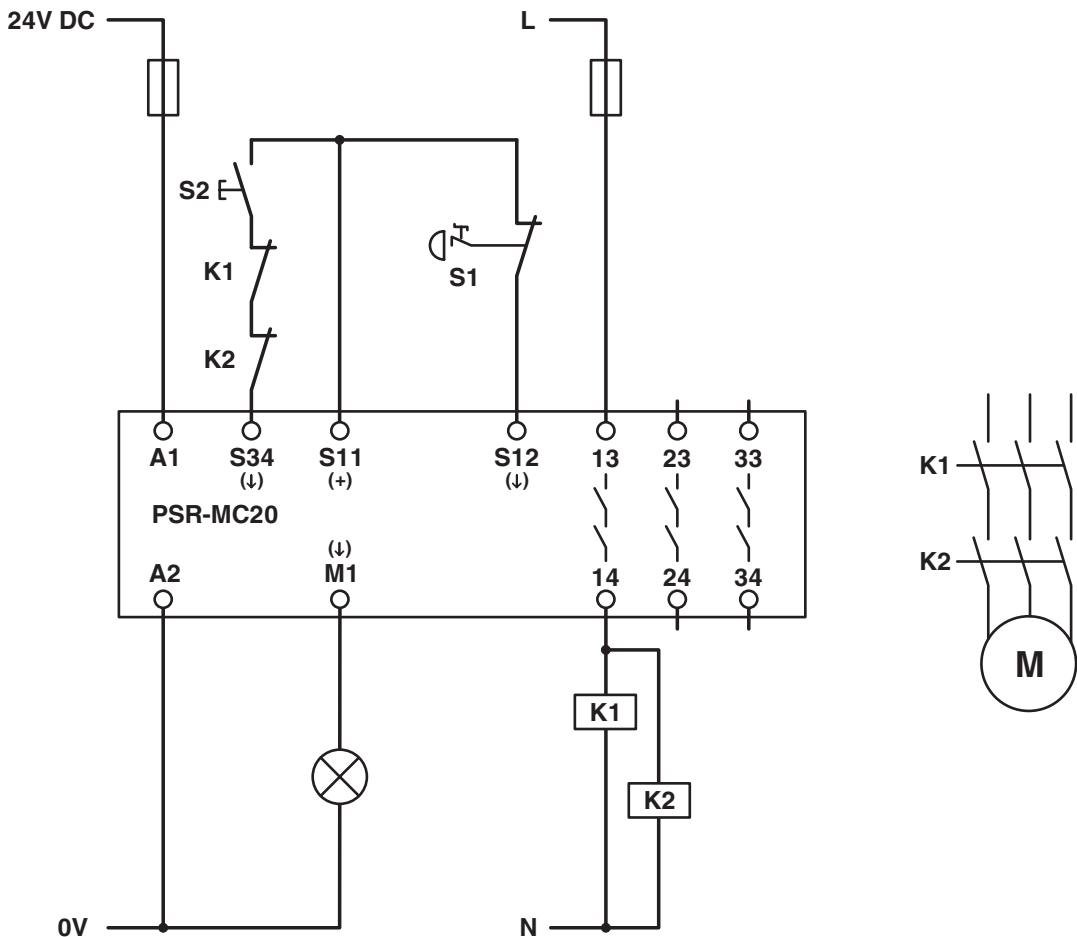 24V DC
L
S2
K1
S1
K2
A1 S34 S11 S12 13 23 33
(↓) (+) (↓)
PSR-MC20
(↓)
A2 M1 14 24 34
K1
K2
M
K1
K2
0V
N